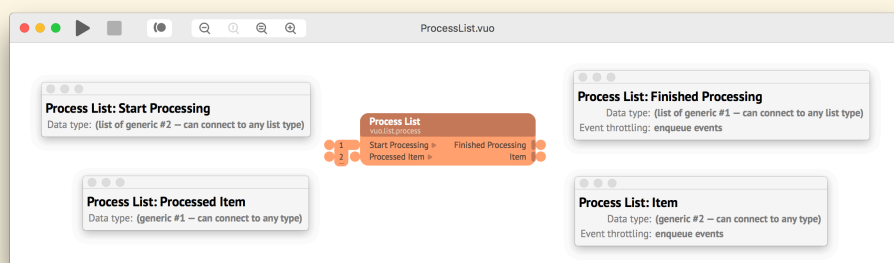 ProcessList.vuo
Process List: Start Processing
Data type: (list of generic #2 — can connect to any list type)
Process List: Processed Item
Data type: (generic #1 — can connect to any type)
Process List
vuo.list.process
1 Start Processing Finished Processing
2 Processed Item Item
Process List: Finished Processing
Data type: (list of generic #1 — can connect to any list type)
Event throttling: enqueue events
Process List: Item
Data type: (generic #2 — can connect to any type)
Event throttling: enqueue events